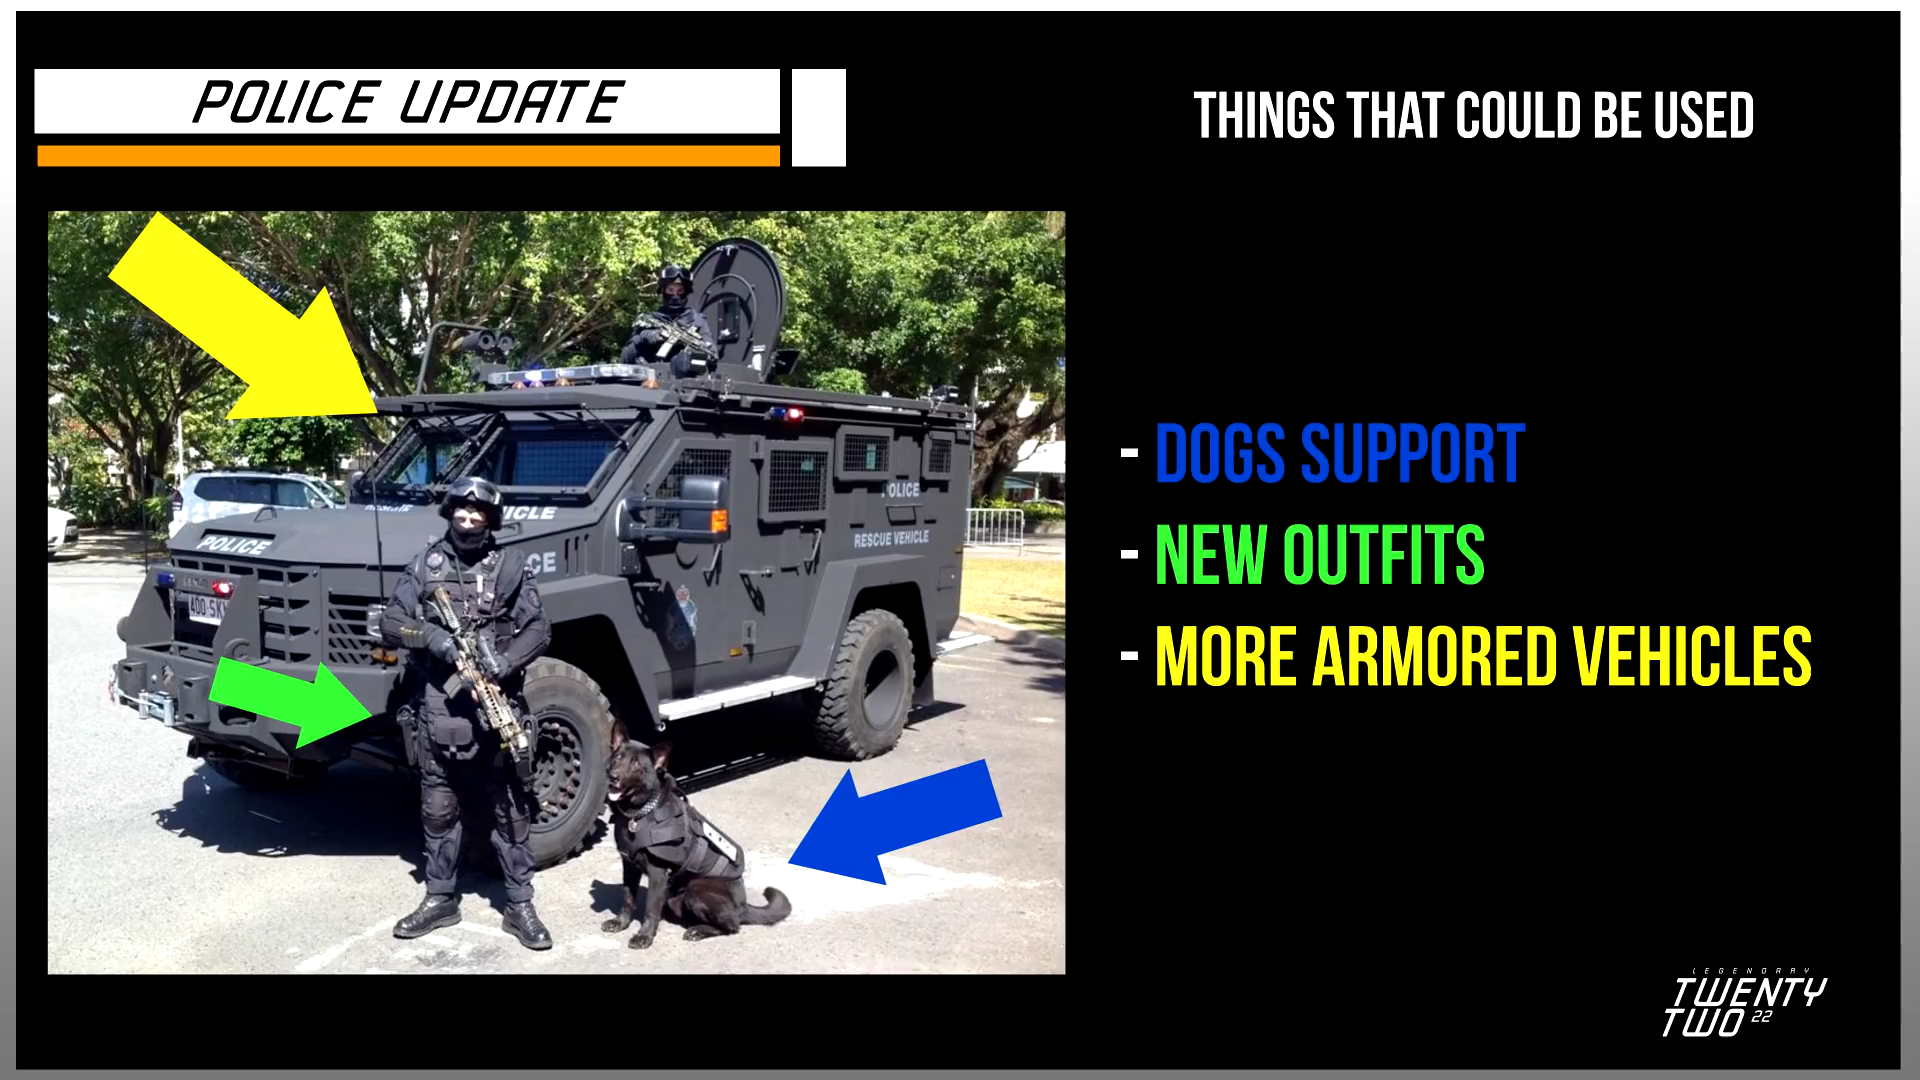 POLICE UPDATE
THINGS THAT COULD BE USED
- DOGS SUPPORT
- NEW OUTFITS
- MORE ARMORED VEHICLES
POLICE
RESCUE VEHICLE
POLICE
LEGENDARY
TWENTY
TWO 22